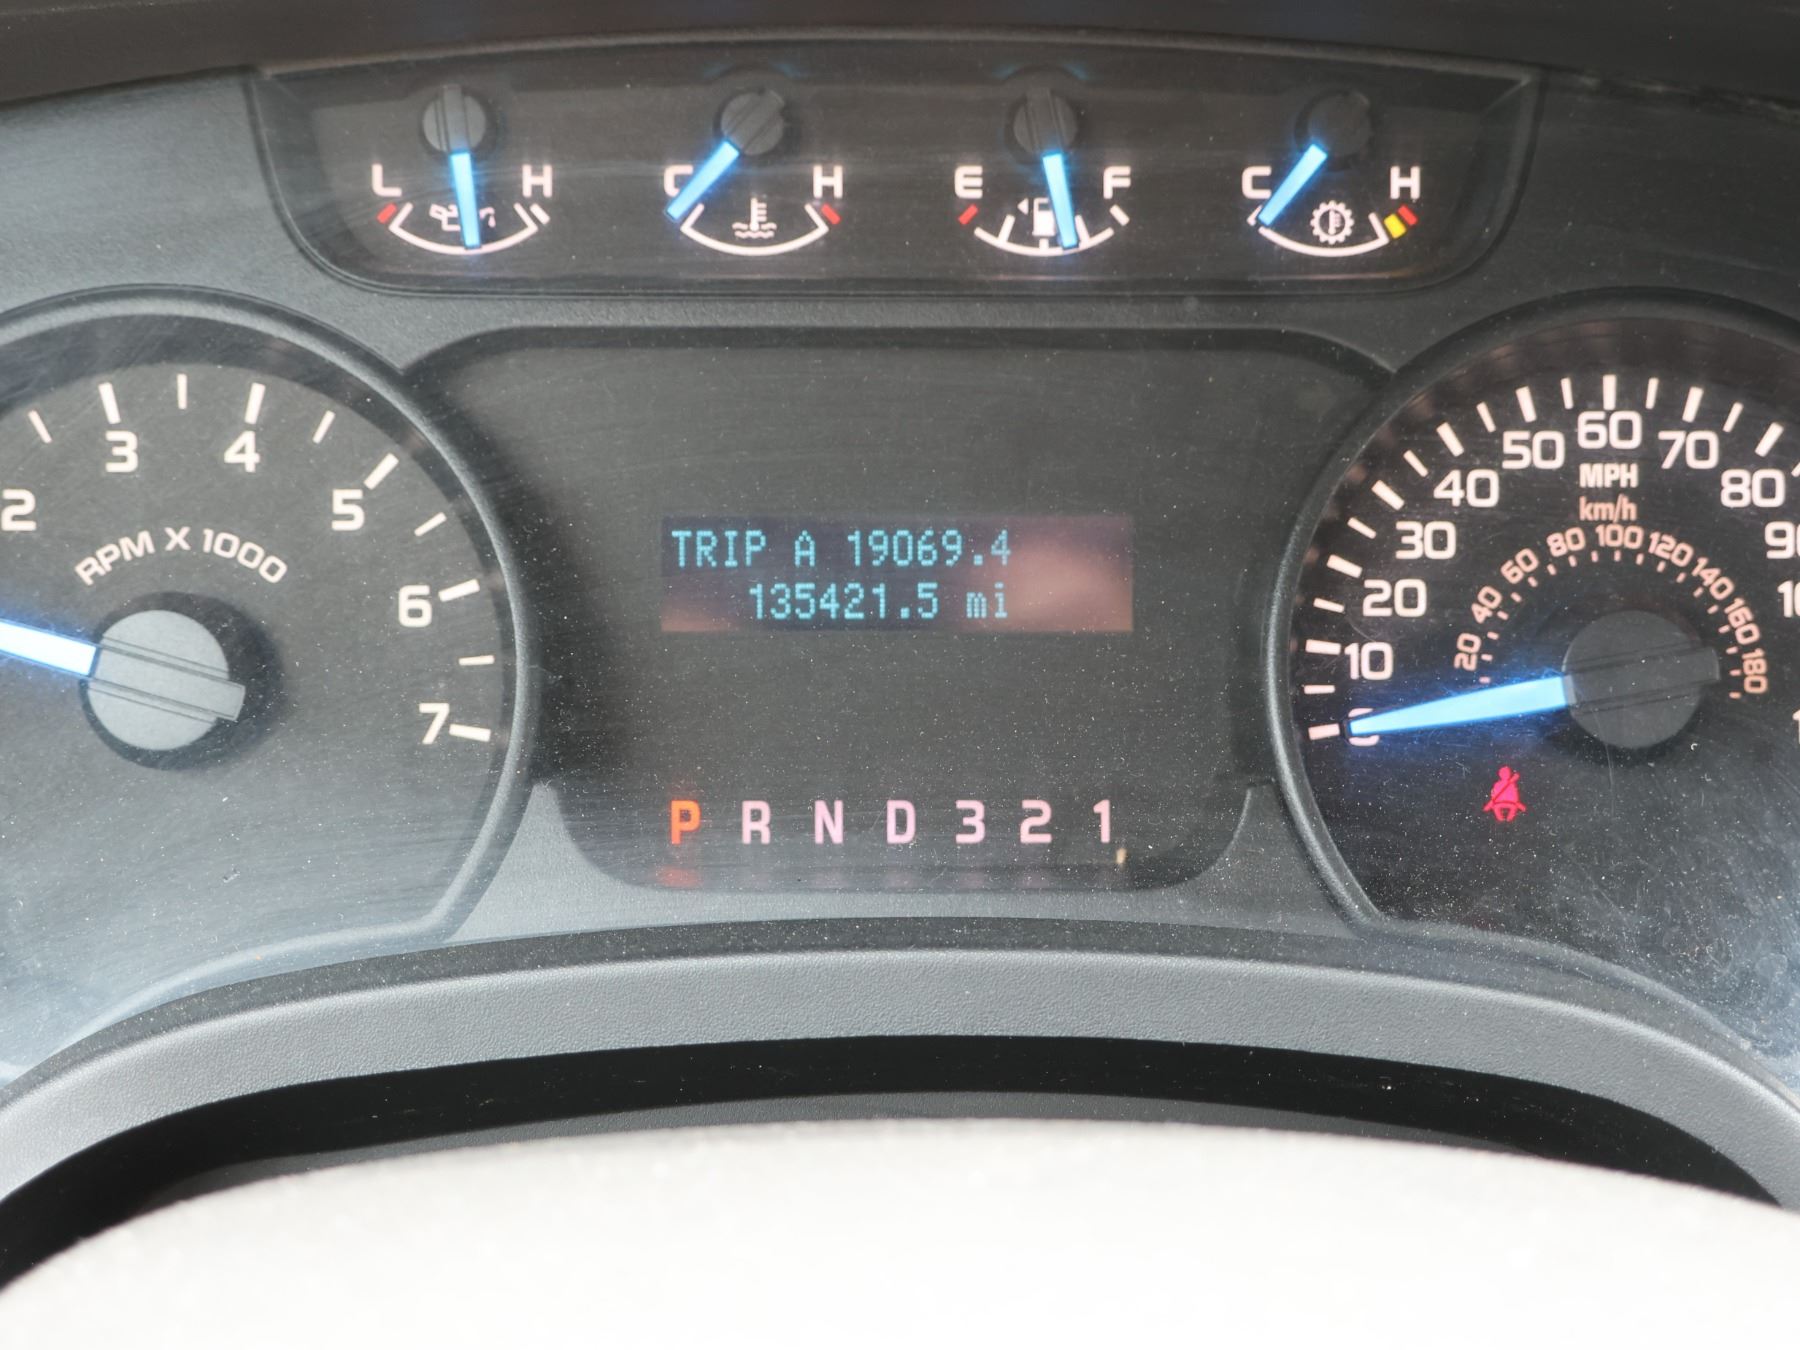 L H
C H
E F
C H
2 3 4 5 6 7
RPM X 1000
TRIP A 19069.4
135421.5 mi
P R N D 3 2 1
0 10 20 30 40 50 60 70 80
MPH
km/h
20 40 60 80 100 120 140 160 180